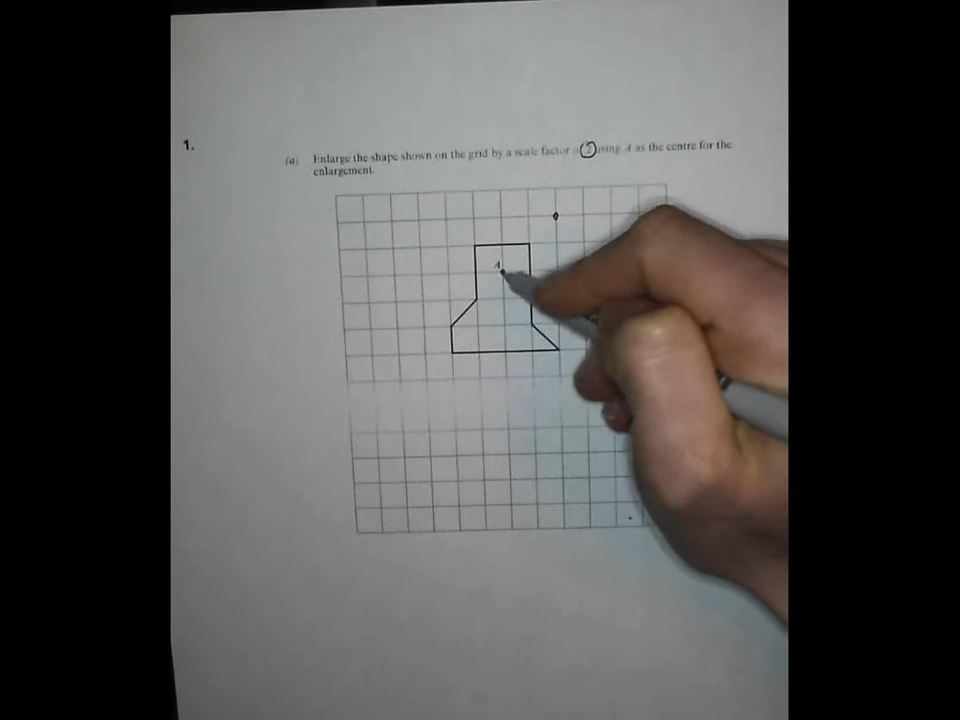 1.
(a) Enlarge the shape shown on the grid by a scale factor of 2 using A as the centre for the
enlargement.
A